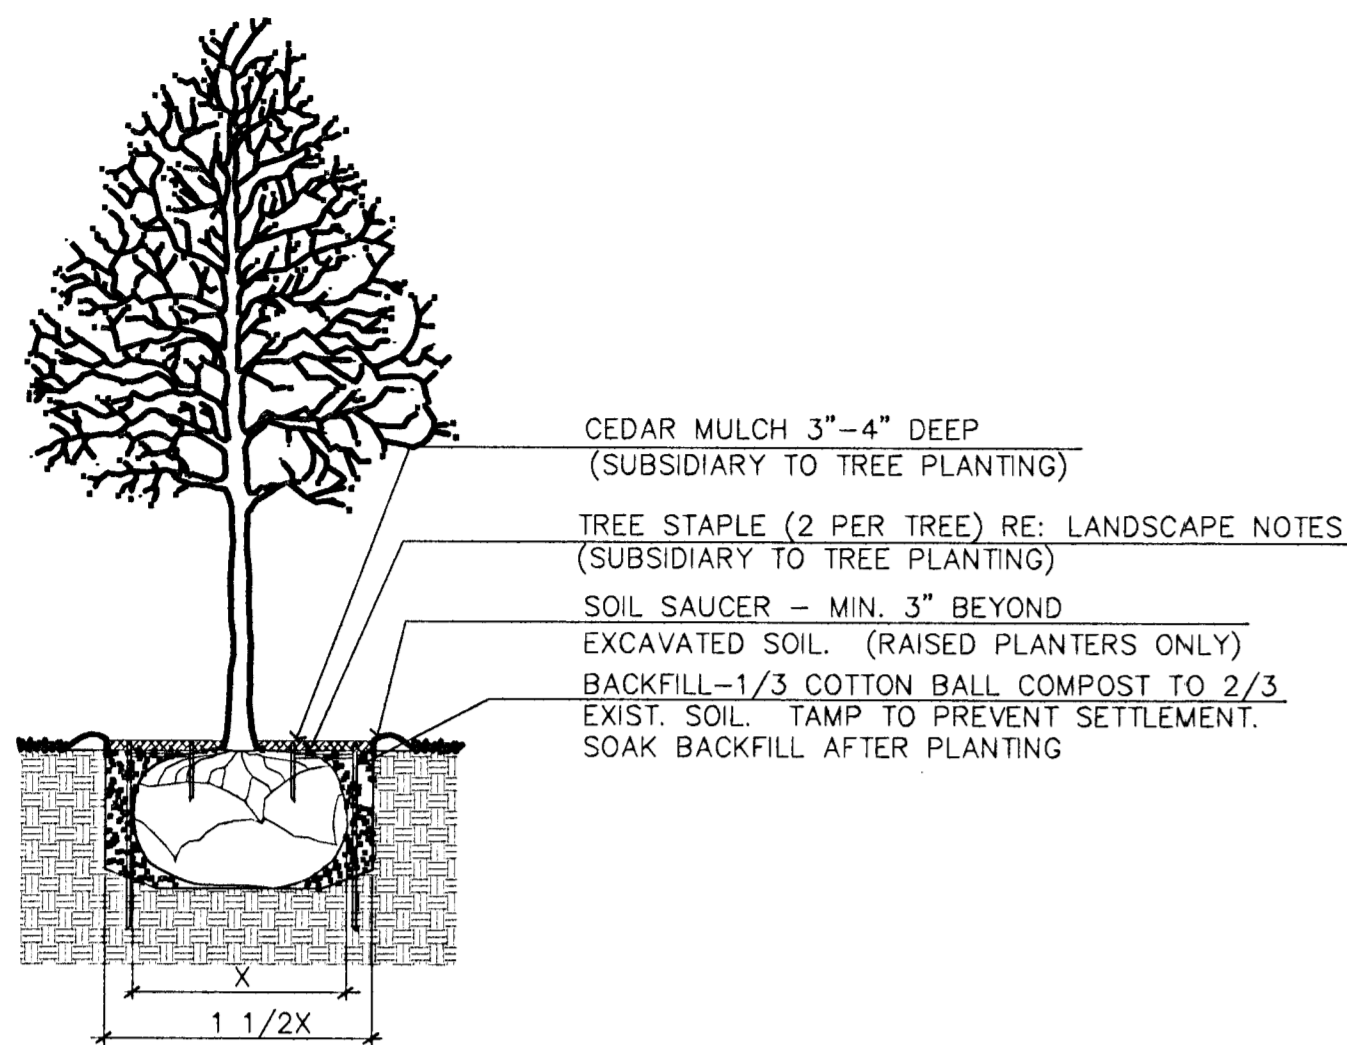 CEDAR MULCH 3"-4" DEEP
(SUBSIDIARY TO TREE PLANTING)
TREE STAPLE (2 PER TREE) RE: LANDSCAPE NOTES
(SUBSIDIARY TO TREE PLANTING)
SOIL SAUCER - MIN. 3" BEYOND
EXCAVATED SOIL. (RAISED PLANTERS ONLY)
BACKFILL-1/3 COTTON BALL COMPOST TO 2/3
EXIST. SOIL. TAMP TO PREVENT SETTLEMENT.
SOAK BACKFILL AFTER PLANTING
X
1 1/2X